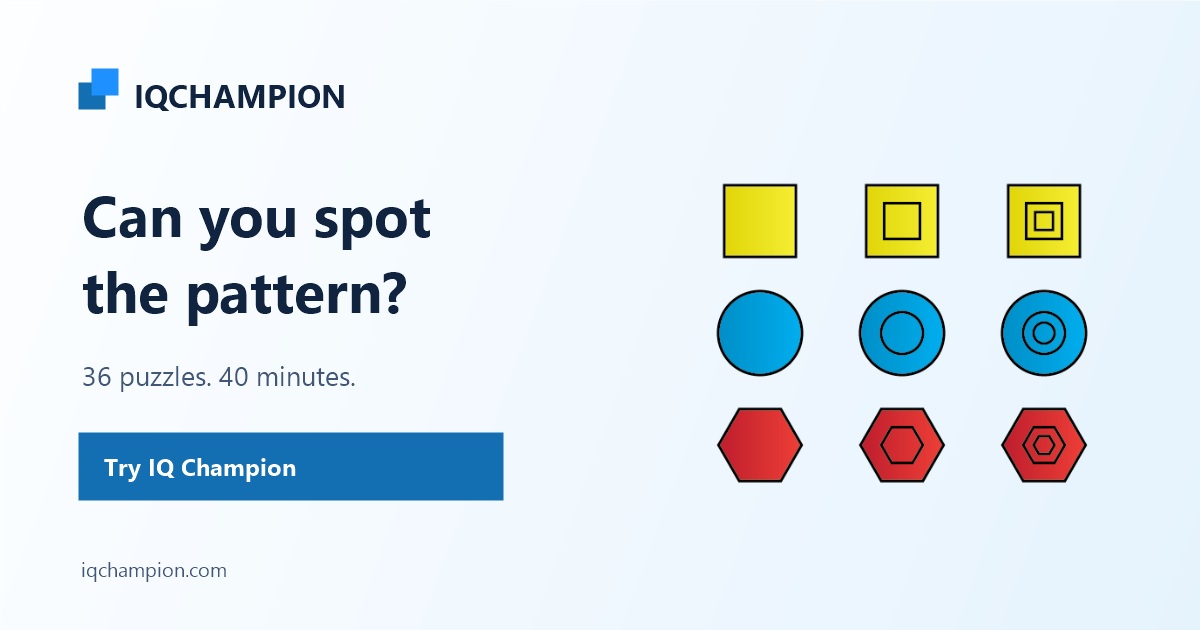 IQCHAMPION
Can you spot
the pattern?
36 puzzles. 40 minutes.
Try IQ Champion
iqchampion.com